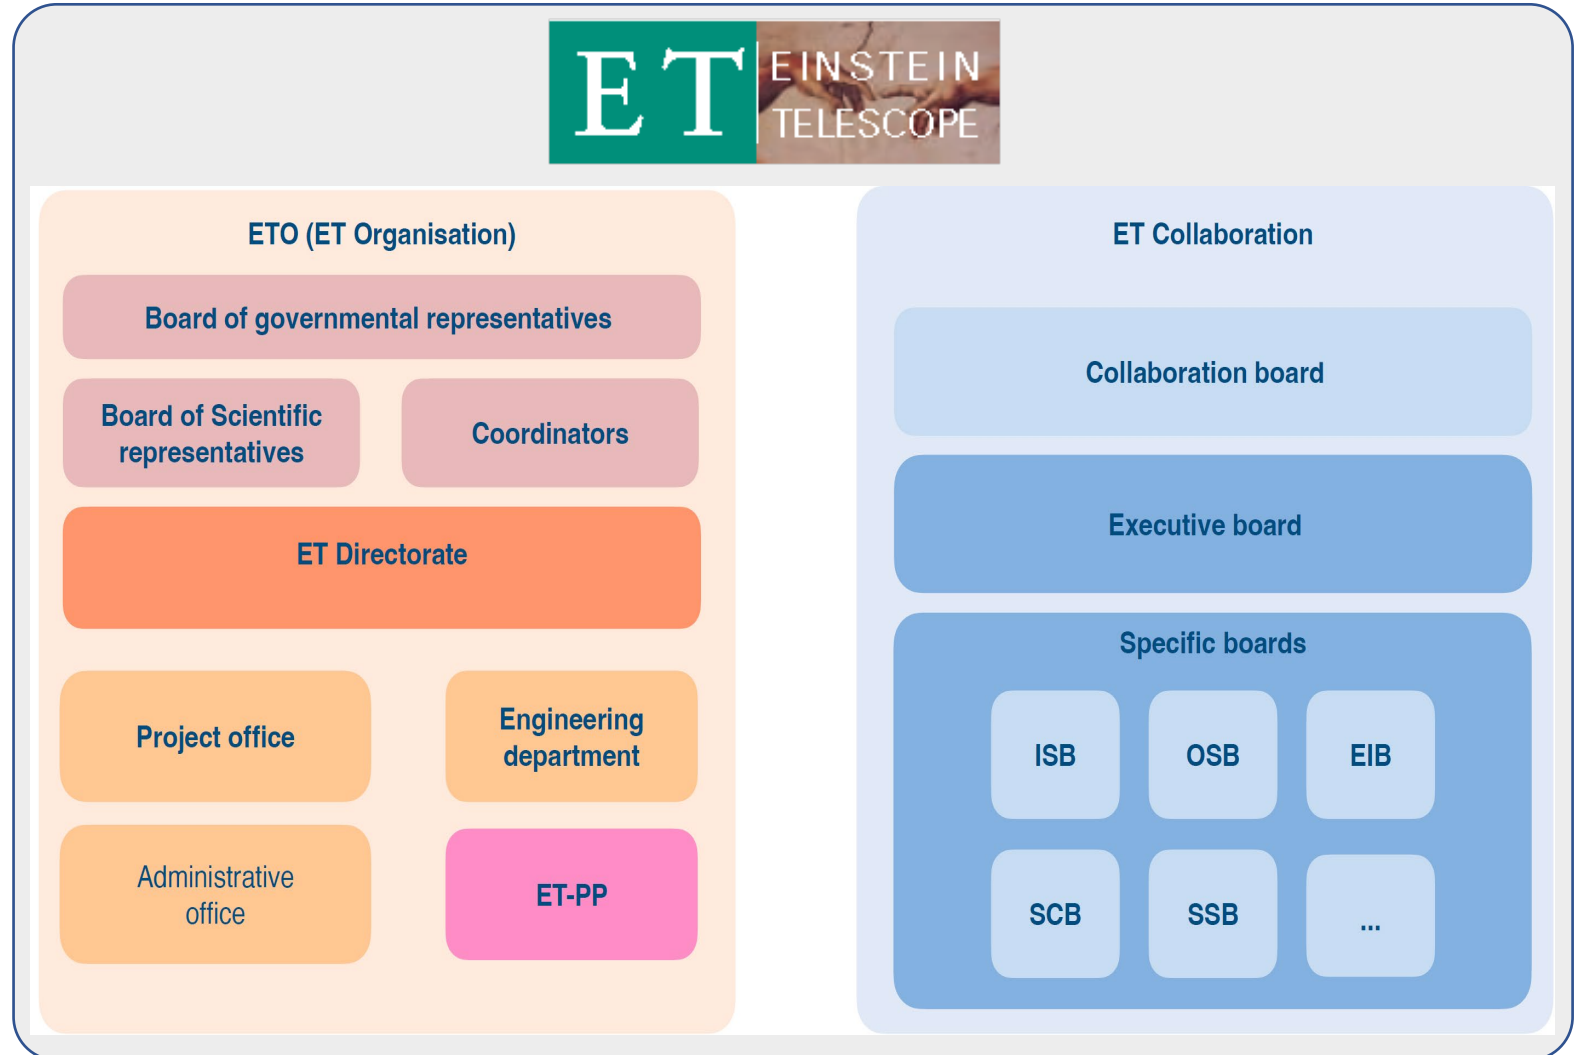 ET
EINSTEIN
TELESCOPE
ETO (ET Organisation)
Board of governmental representatives
Board of Scientific
representatives
Coordinators
ET Directorate
Project office
Engineering
department
Administrative
office
ET-PP
ET Collaboration
Collaboration board
Executive board
Specific boards
ISB
OSB
EIB
SCB
SSB
...